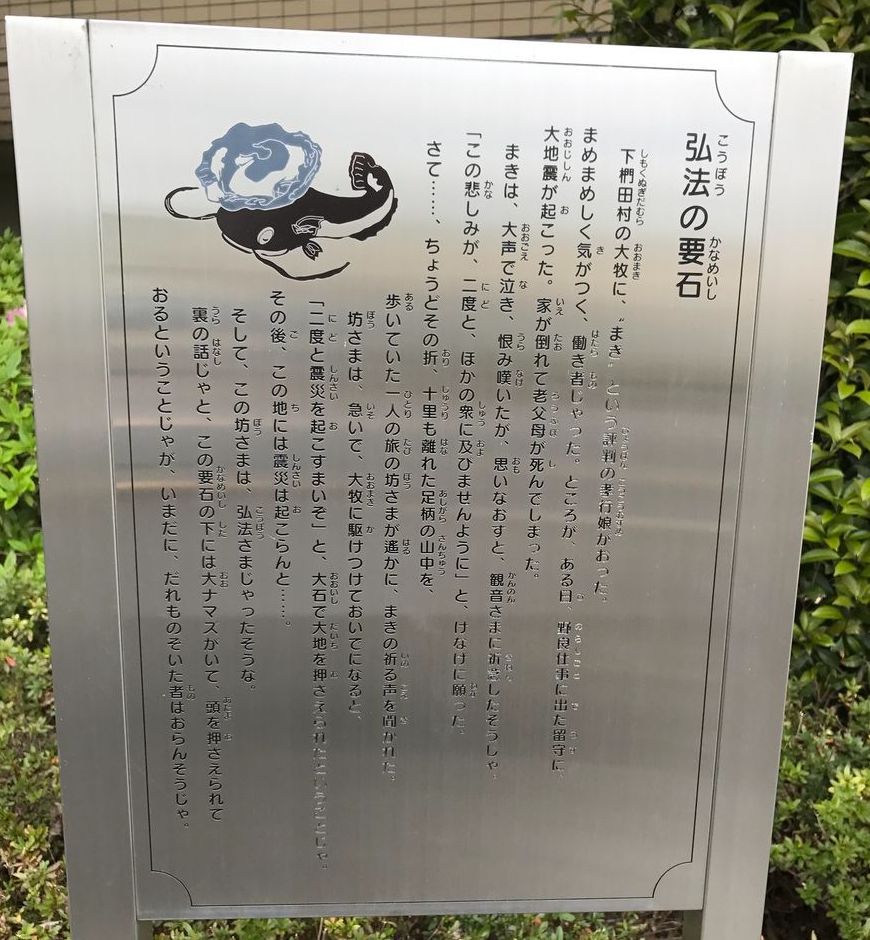 弘法の要石
下椚田村の大牧に、〝まき〟という評判の孝行娘がおった。
まめまめしく気がつく、働き者じゃった。ところが、ある日、野良仕事に出た留守に、
大地震が起こった。家が倒れて老父母が死んでしまった。
まきは、大声で泣き、恨み嘆いたが、思いなおすと、観音さまに祈念したそうじゃ。
「この悲しみが、二度と、ほかの衆に及びませんように」と、けなげに願った。
さて……、ちょうどその折、十里も離れた足柄の山中を、
歩いていた一人の旅の坊さまが遙かに、まきの祈る声を聞かれた。
坊さまは、急いで、大牧に駆けつけておいでになると、
「二度と震災を起こすまいぞ」と、大石で大地を押さえられたということじゃ。
その後、この地には震災は起こらんと……。
そして、この坊さまは、弘法さまじゃったそうな。
裏の話じゃと、この要石の下には大ナマズがいて、頭を押さえられて
おるということじゃが、いまだに、だれものぞいた者はおらんそうじゃ。